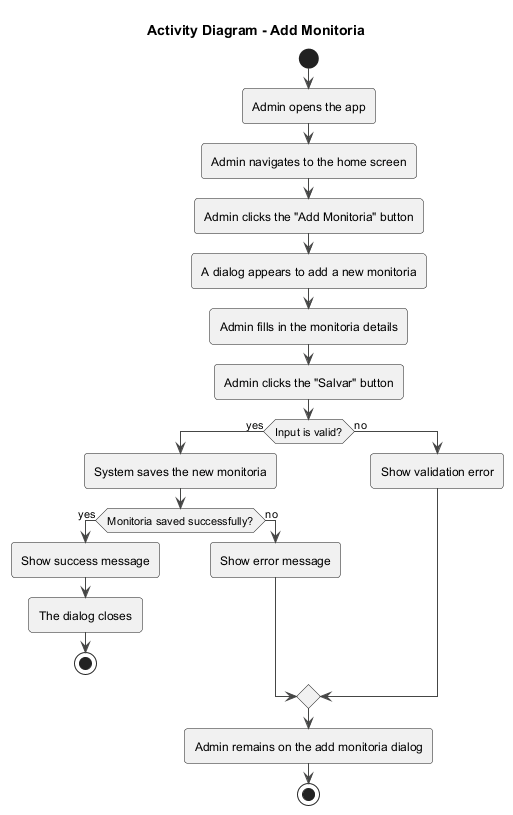 Activity Diagram - Add Monitoria
Admin opens the app
Admin navigates to the home screen
Admin clicks the "Add Monitoria" button
A dialog appears to add a new monitoria
Admin fills in the monitoria details
Admin clicks the "Salvar" button
yes
Input is valid?
no
System saves the new monitoria
Show validation error
yes
Monitoria saved successfully?
no
Show success message
Show error message
The dialog closes
Admin remains on the add monitoria dialog